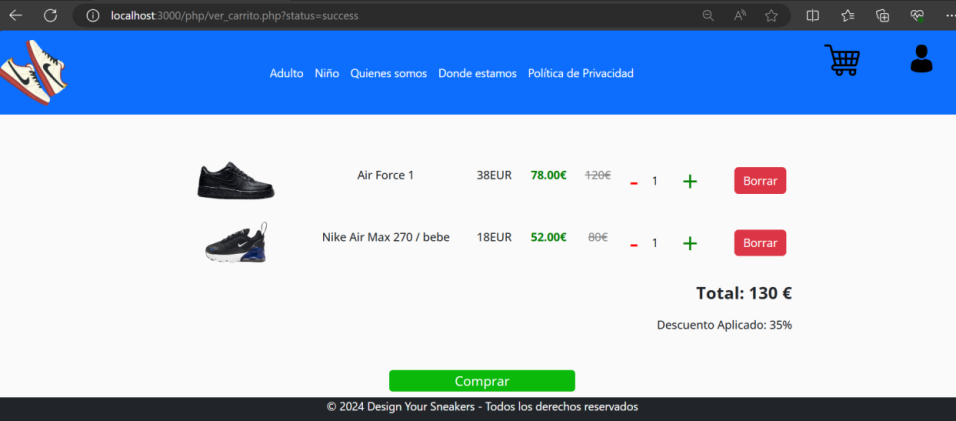 localhost:3000/php/ver_carrito.php?status=success
Adulto Niño Quienes somos Donde estamos Política de Privacidad
Air Force 1 38EUR 78.00€ 120€ - 1 + Borrar
Nike Air Max 270 / bebe 18EUR 52.00€ 80€ - 1 + Borrar
Total: 130 €
Descuento Aplicado: 35%
Comprar
© 2024 Design Your Sneakers - Todos los derechos reservados